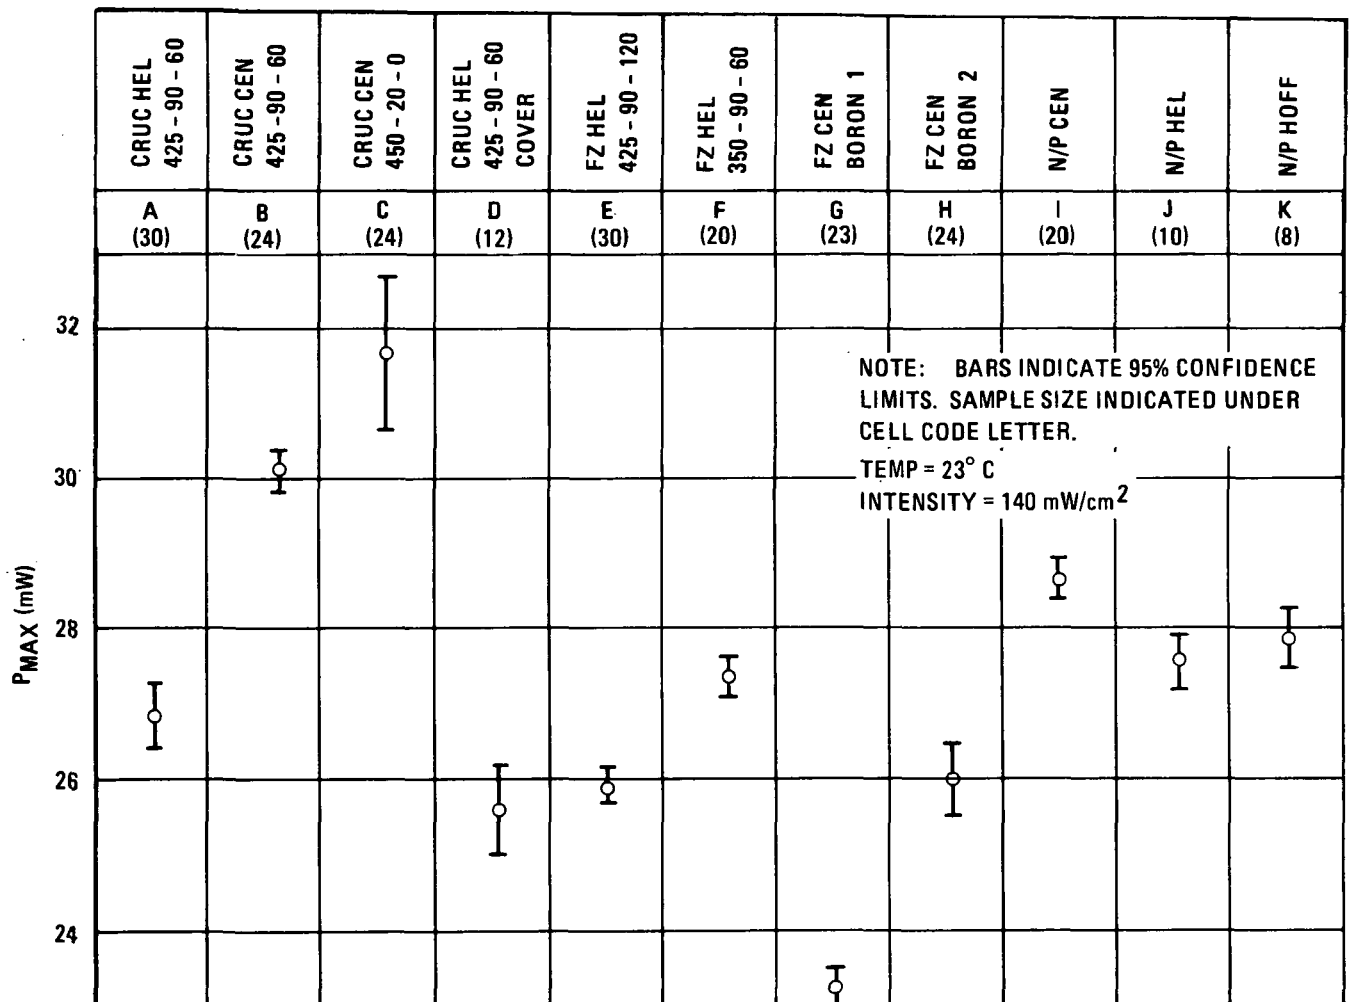 CRUC HEL
425 - 90 - 60
CRUC CEN
425 - 90 - 60
CRUC CEN
450 - 20 - 0
CRUC HEL
425 - 90 - 60
COVER
FZ HEL
425 - 90 - 120
FZ HEL
350 - 90 - 60
FZ CEN
BORON 1
FZ CEN
BORON 2
N/P CEN
N/P HEL
N/P HOFF
A
(30)
B
(24)
C
(24)
D
(12)
E
(30)
F
(20)
G
(23)
H
(24)
I
(20)
J
(10)
K
(8)
32
30
28
26
24
PMAX (mW)
NOTE: BARS INDICATE 95% CONFIDENCE
LIMITS. SAMPLE SIZE INDICATED UNDER
CELL CODE LETTER.
TEMP = 23° C
INTENSITY = 140 mW/cm2